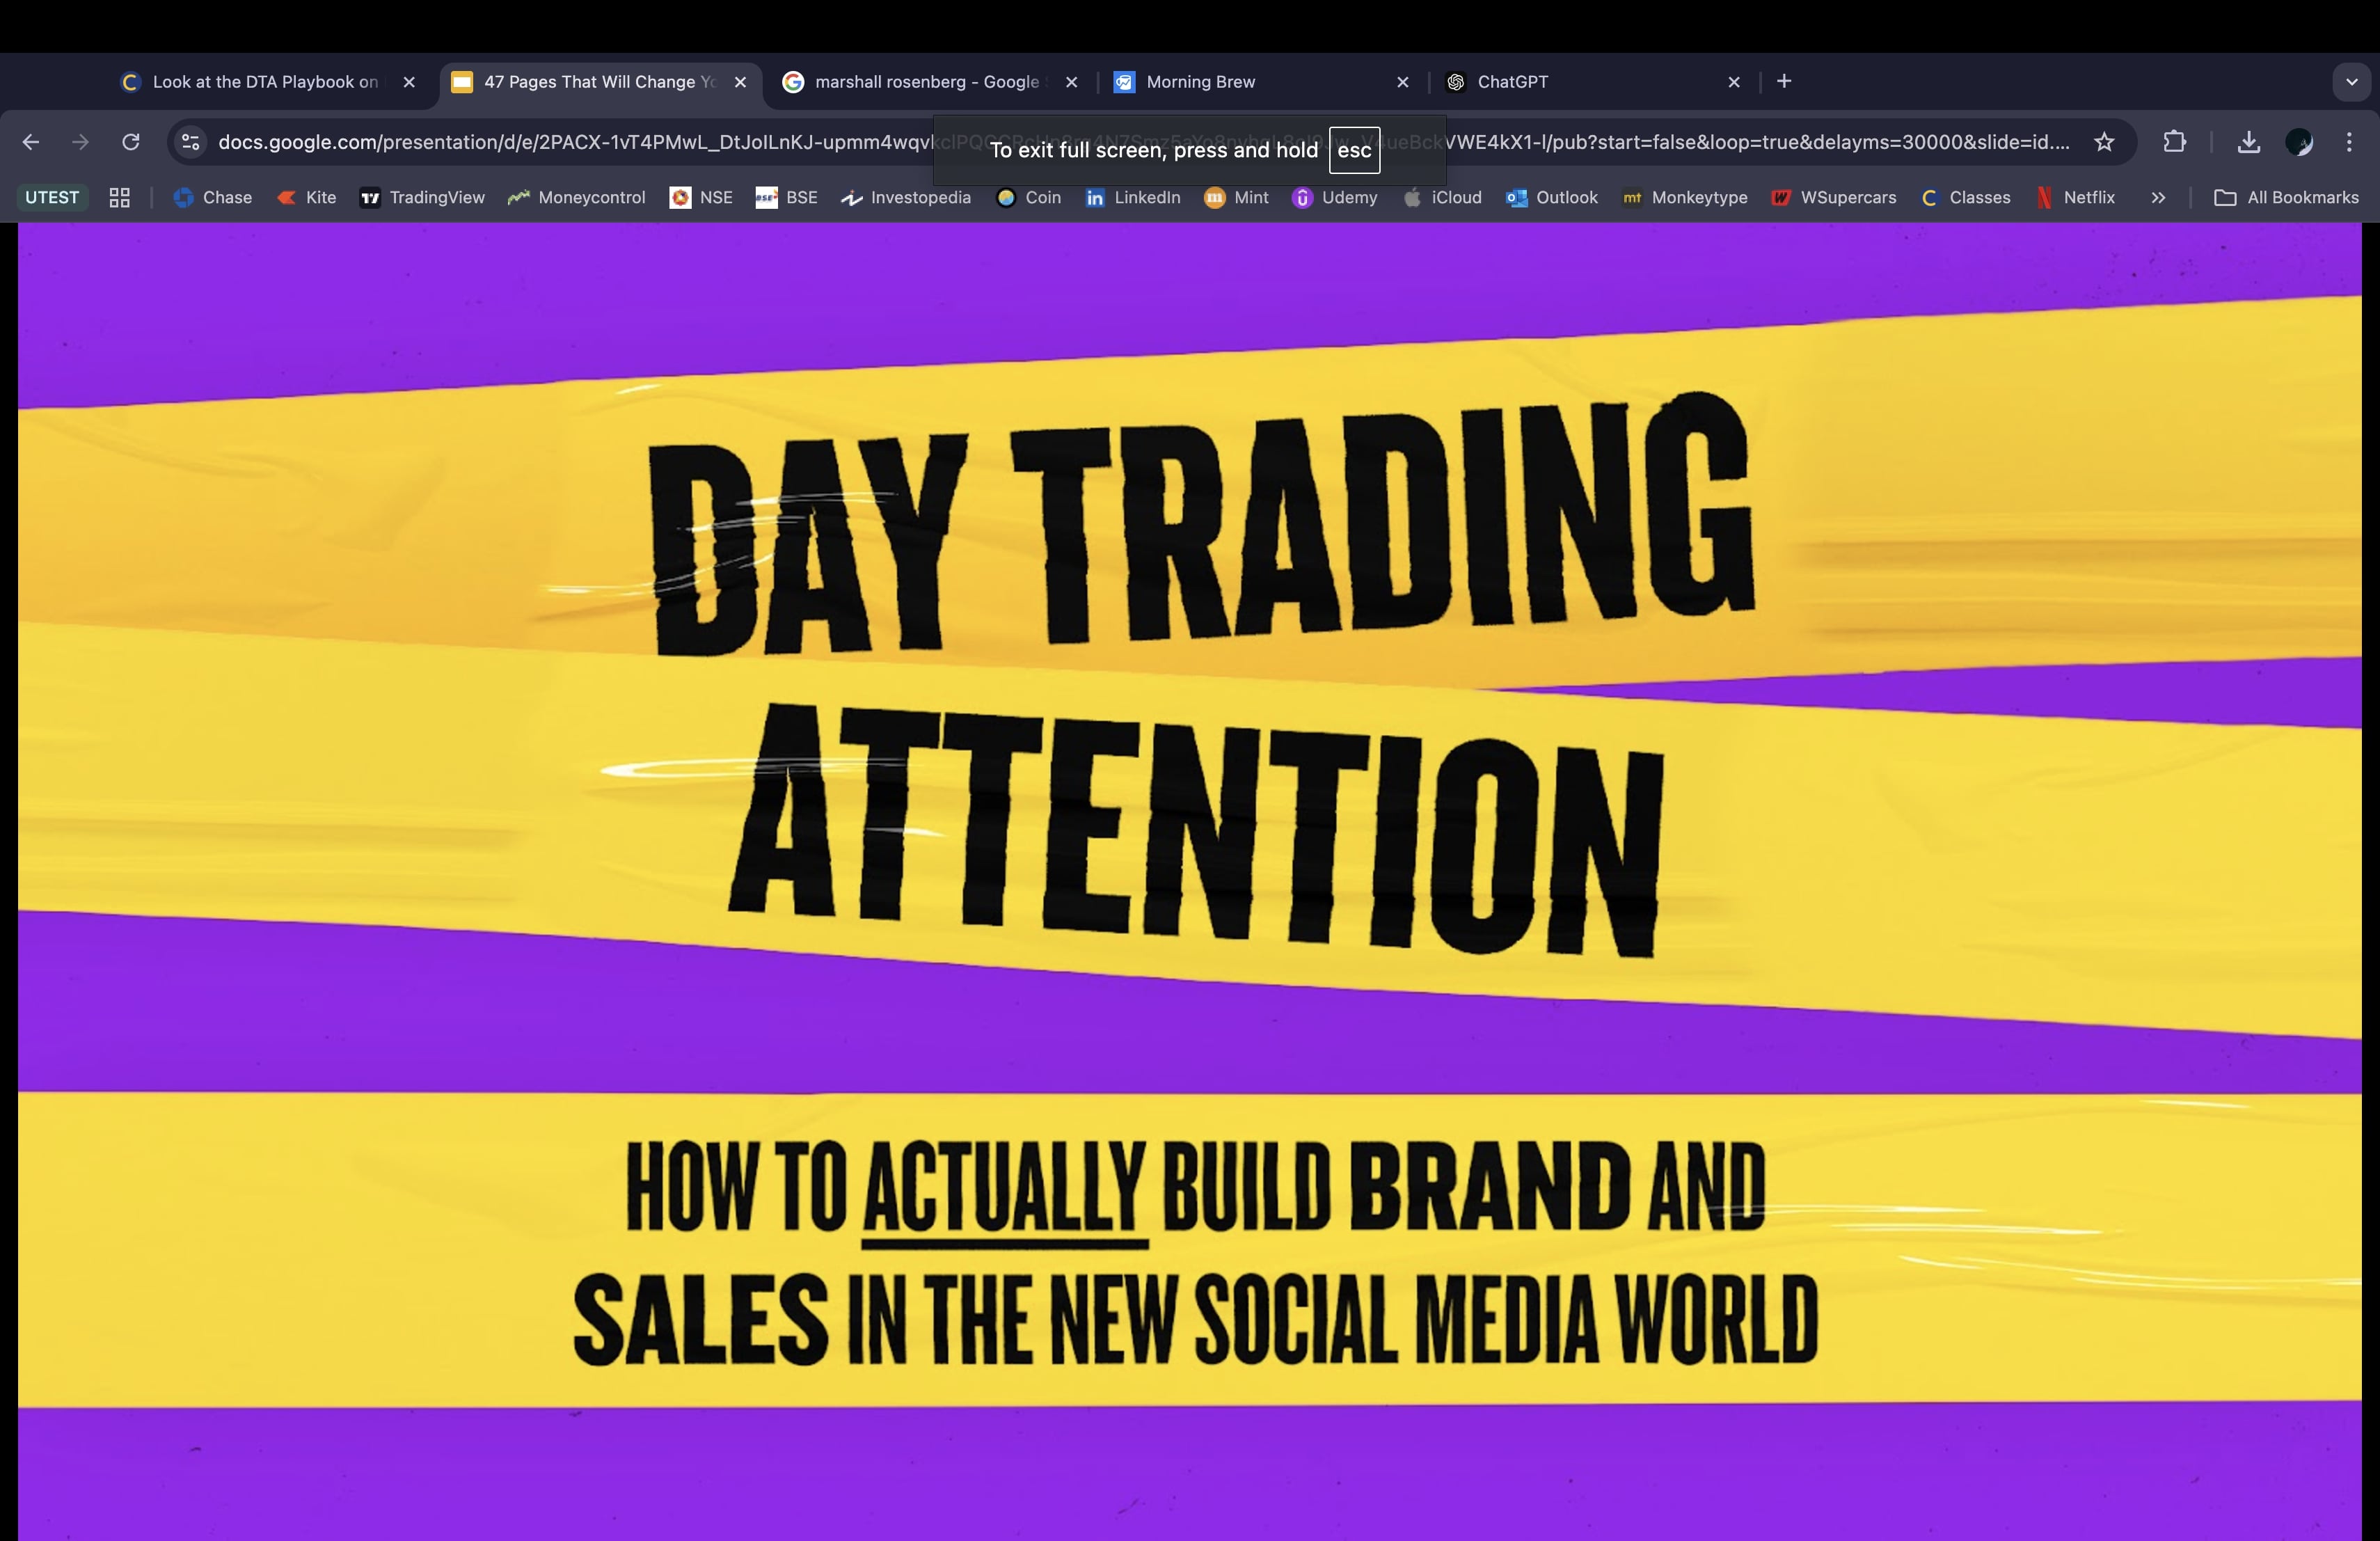 Look at the DTA Playbook on
47 Pages That Will Change Yo
marshall rosenberg - Google
Morning Brew
ChatGPT
docs.google.com/presentation/d/e/2PACX-1vT4PMwL_DtJoILnKJ-upmm4wqv VWE4kX1-l/pub?start=false&loop=true&delayms=30000&slide=id....
To exit full screen, press and hold esc
UTEST Chase Kite TradingView Moneycontrol NSE BSE Investopedia Coin LinkedIn Mint Udemy iCloud Outlook Monkeytype WSupercars Classes Netflix All Bookmarks
DAY TRADING
ATTENTION
HOW TO ACTUALLY BUILD BRAND AND
SALES IN THE NEW SOCIAL MEDIA WORLD